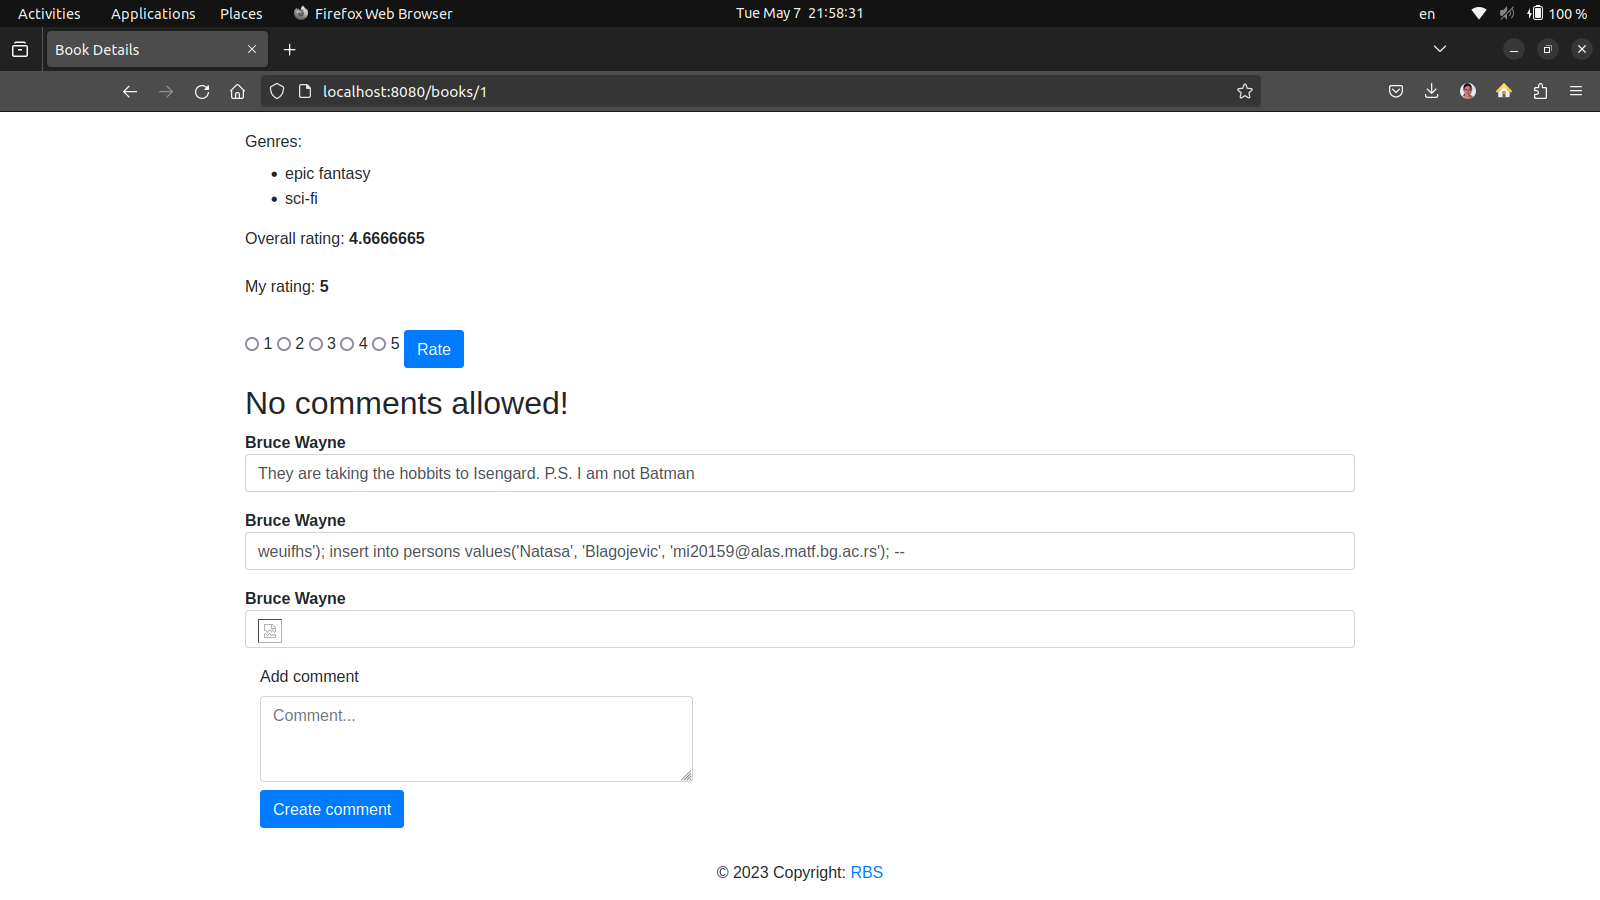 Activities Applications Places Firefox Web Browser Tue May 7 21:58:31 en 100 %
Book Details
localhost:8080/books/1
Genres:
epic fantasy
sci-fi
Overall rating: 4.6666665
My rating: 5
1 2 3 4 5 Rate
No comments allowed!
Bruce Wayne
They are taking the hobbits to Isengard. P.S. I am not Batman
Bruce Wayne
weuifhs'); insert into persons values('Natasa', 'Blagojevic', 'mi20159@alas.matf.bg.ac.rs'); --
Bruce Wayne
Add comment
Comment...
Create comment
© 2023 Copyright: RBS